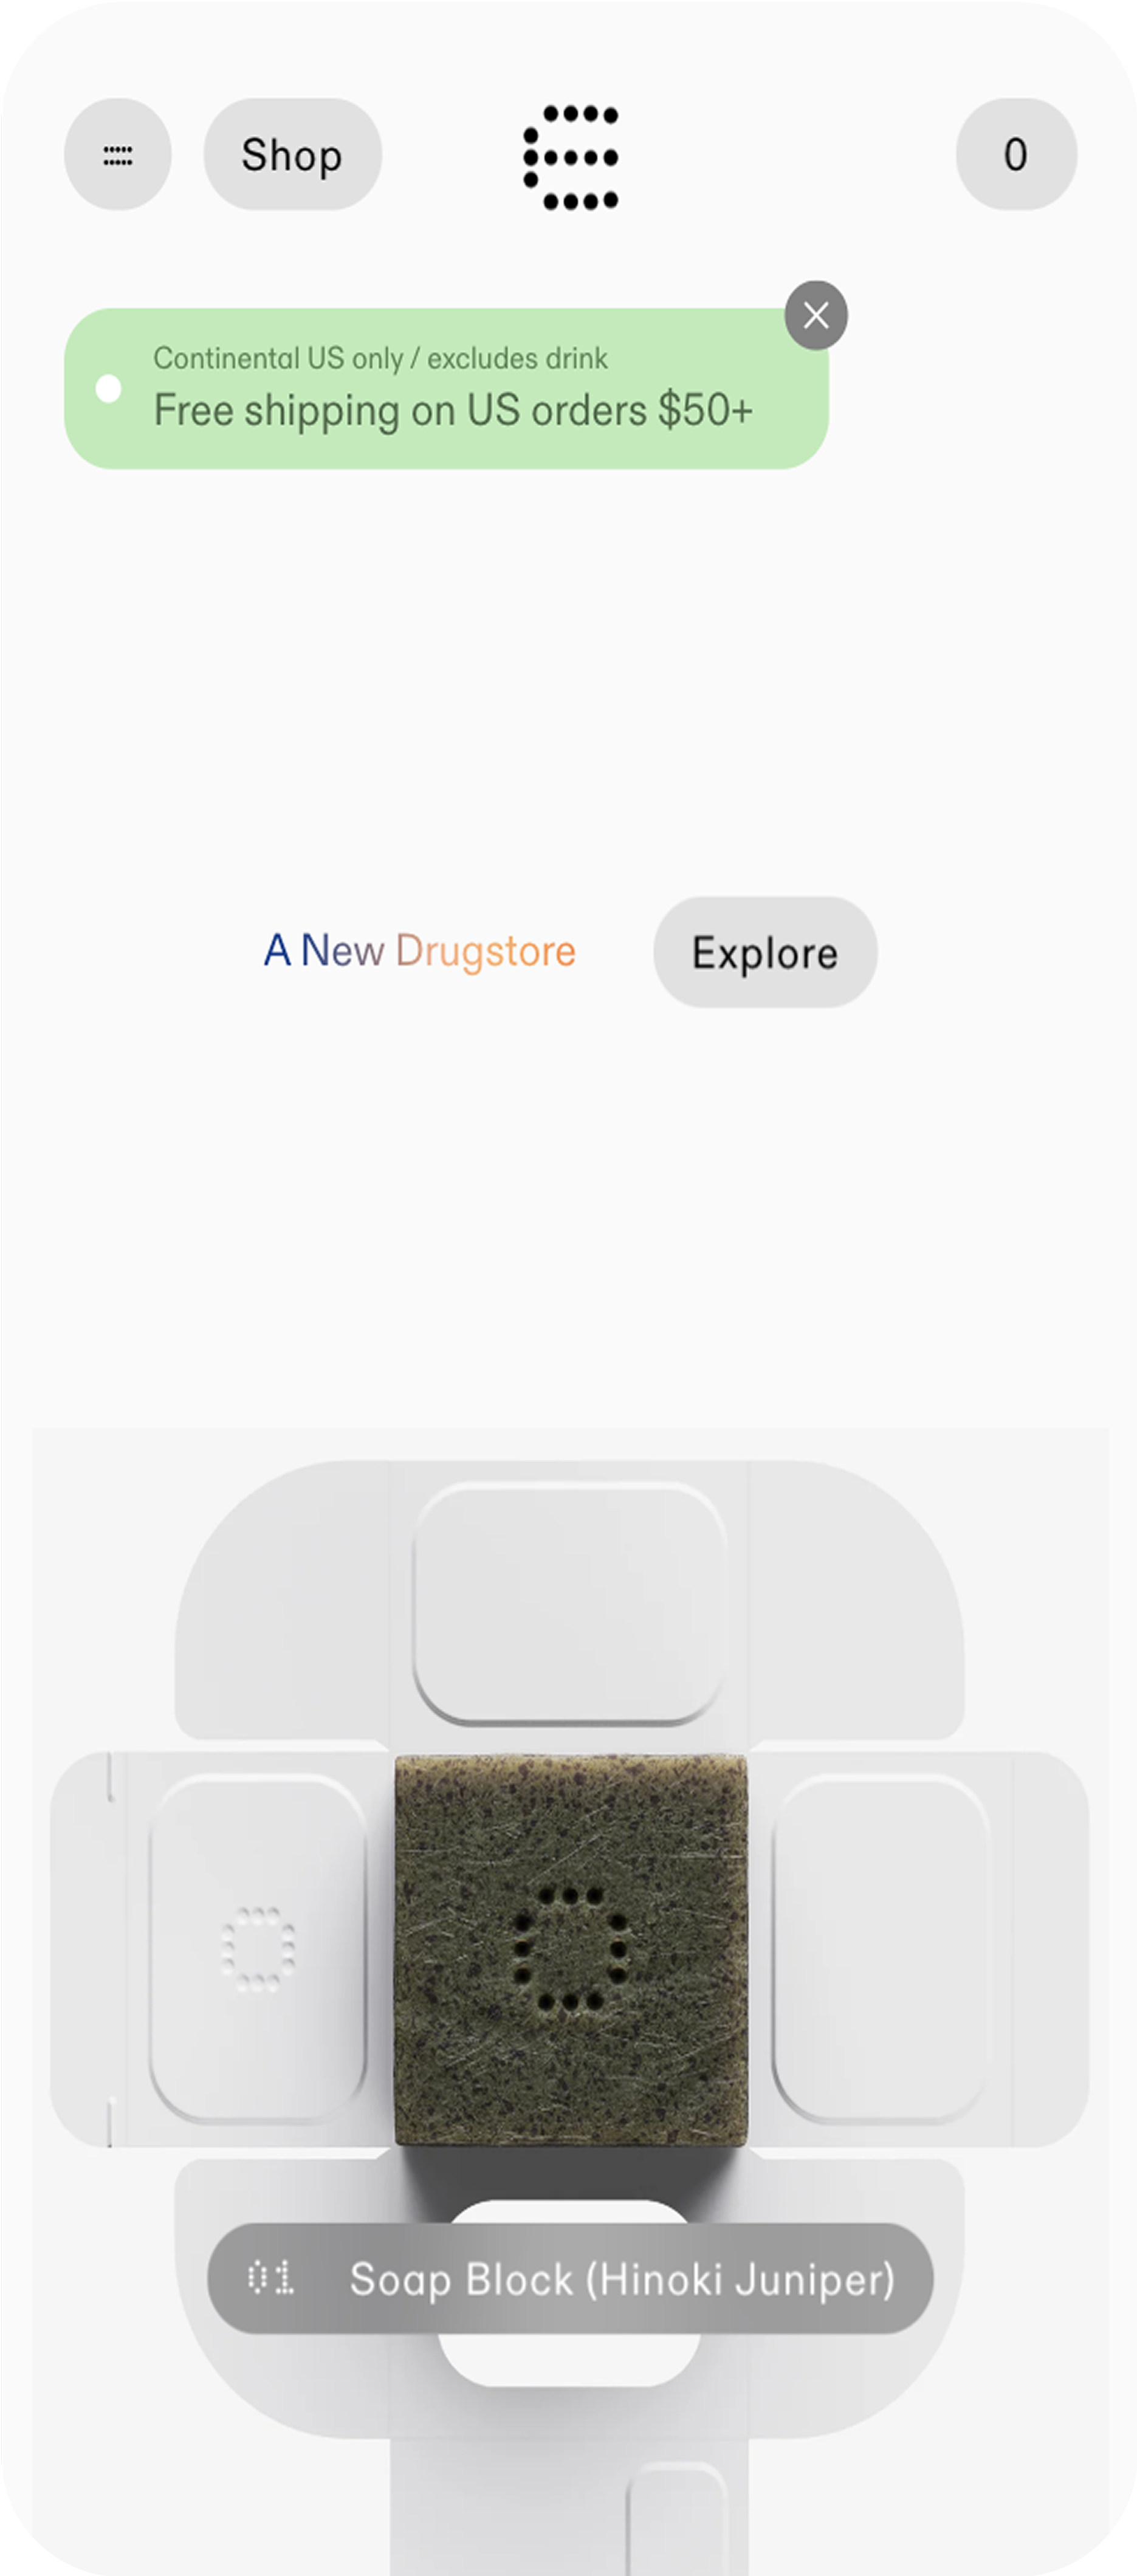 Shop
0
Continental US only / excludes drink
Free shipping on US orders $50+
A New Drugstore
Explore
01 Soap Block (Hinoki Juniper)